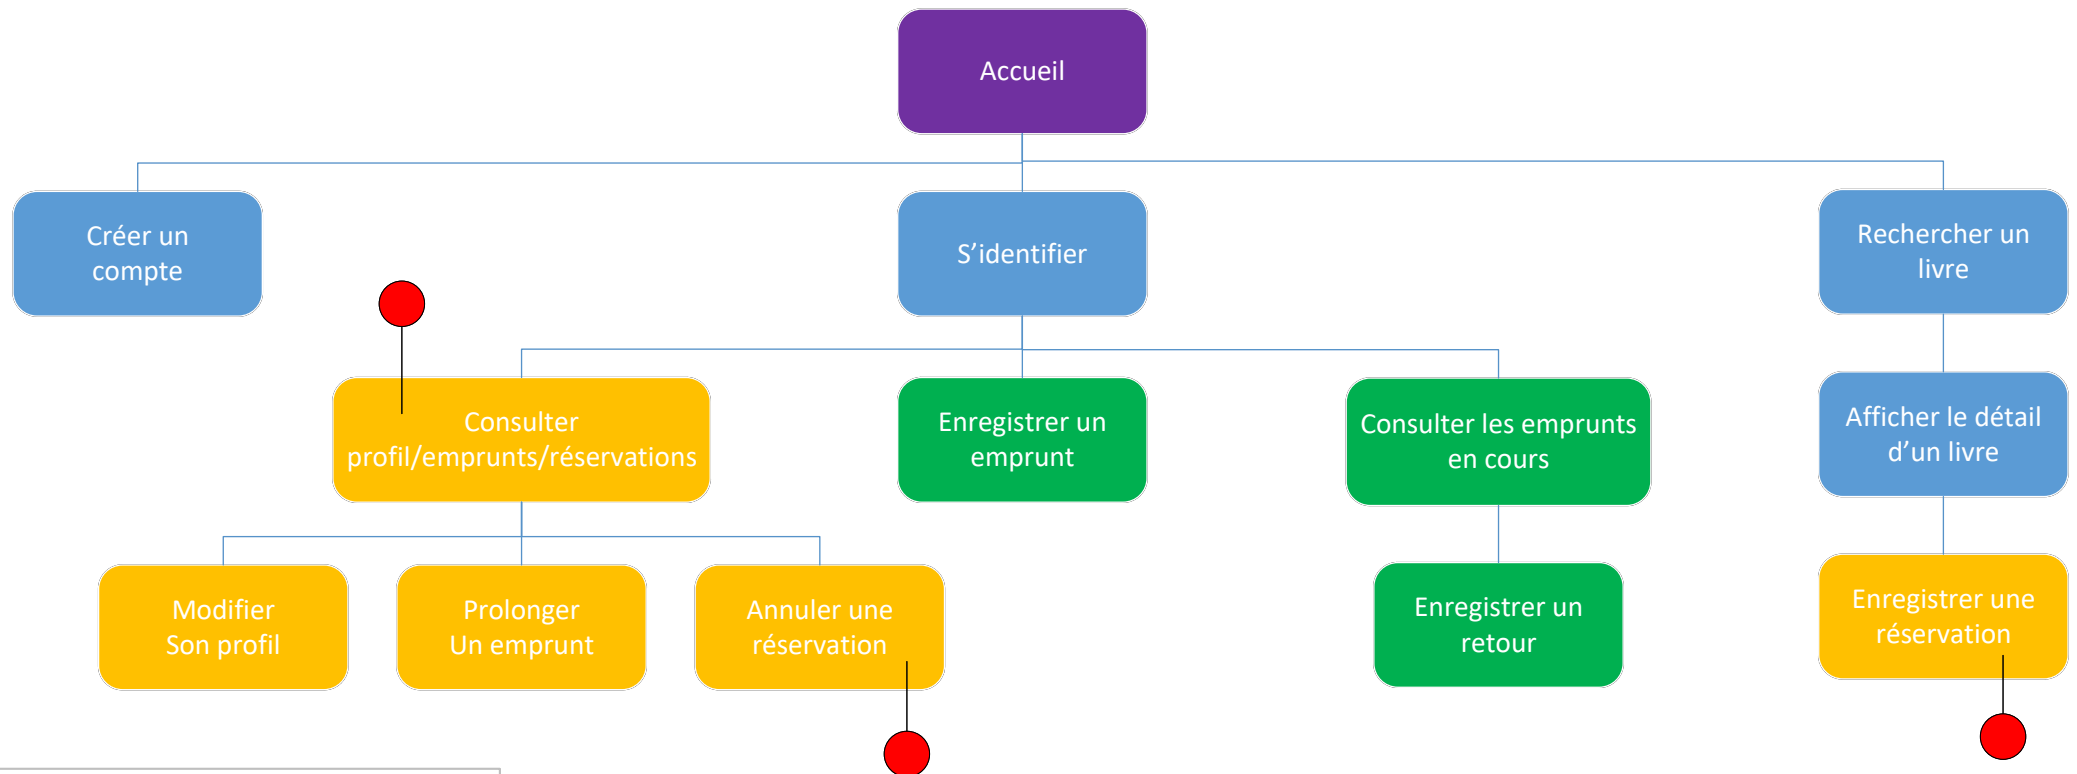 Accueil
Créer un
compte
S’identifier
Rechercher un
livre
Consulter
profil/emprunts/réservations
Enregistrer un
emprunt
Consulter les emprunts
en cours
Afficher le détail
d’un livre
Modifier
Son profil
Prolonger
Un emprunt
Annuler une
réservation
Enregistrer un
retour
Enregistrer une
réservation